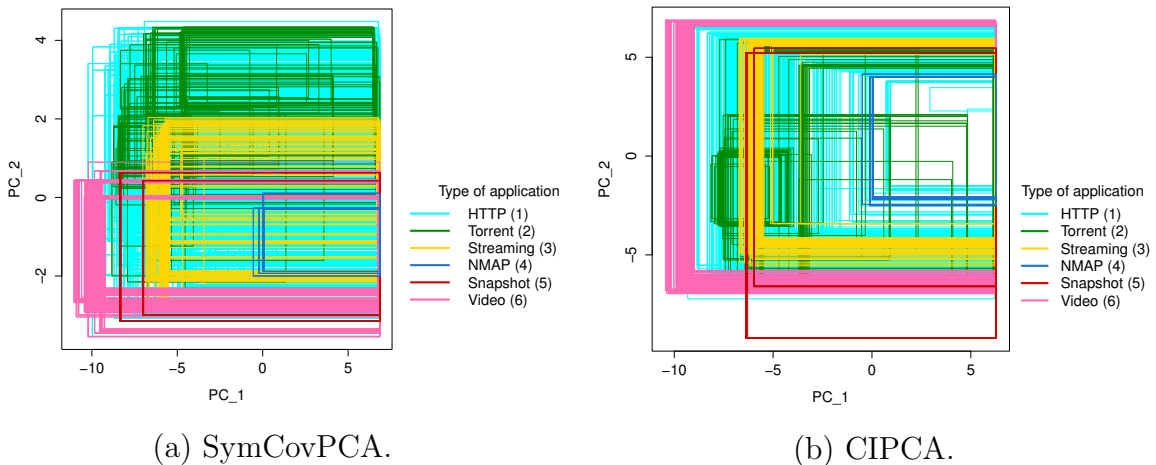 4
2
0
−2
PC_2
−10
−5
0
5
PC_1
Type of application
HTTP (1)
Torrent (2)
Streaming (3)
NMAP (4)
Snapshot (5)
Video (6)
(a) SymCovPCA.
5
0
−5
PC_2
−10
−5
0
5
PC_1
Type of application
HTTP (1)
Torrent (2)
Streaming (3)
NMAP (4)
Snapshot (5)
Video (6)
(b) CIPCA.